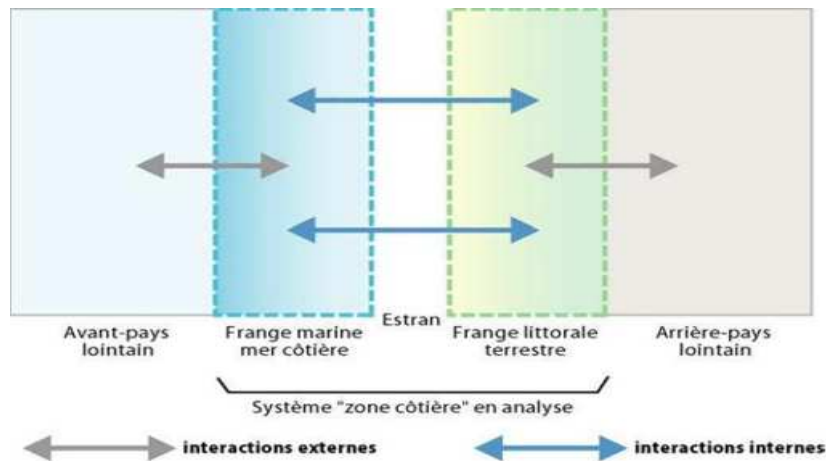 Avant-pays
lointain
Frange marine
mer côtière
Estran
Frange littorale
terrestre
Arrière-pays
lointain
Système "zone côtière" en analyse
interactions externes
interactions internes